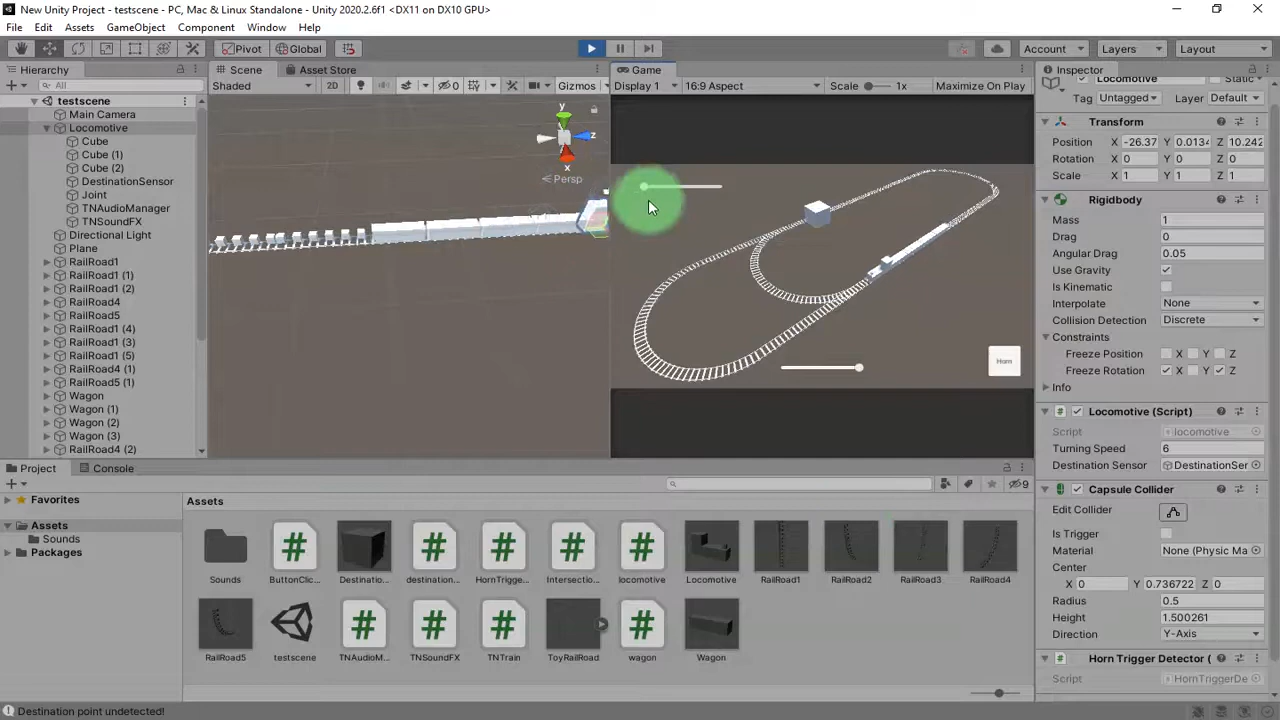 New Unity Project - testscene - PC, Mac & Linux Standalone - Unity 2020.2.6f1 <DX11 on DX10 GPU>
File Edit Assets GameObject Component Window Help
Pivot Global Account Layers Layout
Hierarchy
All
testscene
Main Camera
Locomotive
Cube
Cube (1)
Cube (2)
DestinationSensor
Joint
TNAudioManager
TNSoundFX
Directional Light
Plane
RailRoad1
RailRoad1 (1)
RailRoad1 (2)
RailRoad4
RailRoad5
RailRoad1 (4)
RailRoad1 (3)
RailRoad1 (5)
RailRoad4 (1)
RailRoad5 (1)
Wagon
Wagon (1)
Wagon (2)
Wagon (3)
RailRoad4 (2)
Scene Asset Store
Shaded 2D 0 Gizmos
y
z
x
Persp
Game
Display 1 16:9 Aspect Scale 1x Maximize On Play
Horn
Inspector
Locomotive Static
Tag Untagged Layer Default
Transform
Position X -26.37 Y 0.0134 Z 10.242
Rotation X 0 Y 0 Z 0
Scale X 1 Y 1 Z 1
Rigidbody
Mass 1
Drag 0
Angular Drag 0.05
Use Gravity
Is Kinematic
Interpolate None
Collision Detection Discrete
Constraints
Freeze Position X Y Z
Freeze Rotation X Y Z
Info
Locomotive (Script)
Script locomotive
Turning Speed 6
Destination Sensor DestinationSer
Capsule Collider
Edit Collider
Is Trigger
Material None (Physic Ma
Center
X 0 Y 0.736722 Z 0
Radius 0.5
Height 1.500261
Direction Y-Axis
Horn Trigger Detector (
Script HornTriggerDe
Project Console
9
Favorites
Assets
Sounds
Packages
Assets
Sounds ButtonClic... Destinatio... destination... HornTrigge... Intersectio... locomotive Locomotive RailRoad1 RailRoad2 RailRoad3 RailRoad4
RailRoad5 testscene TNAudioM... TNSoundFX TNTrain ToyRailRoad wagon Wagon
Destination point undetected!